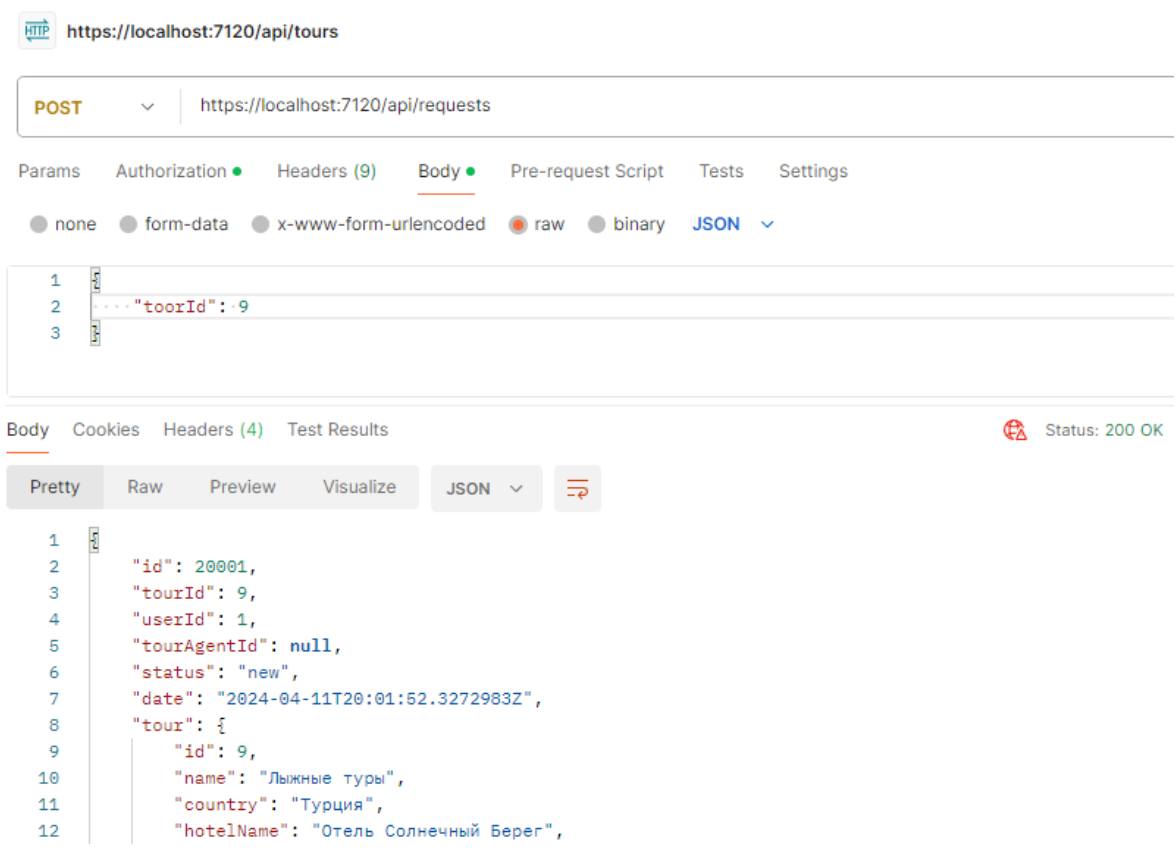 HTTP https://localhost:7120/api/tours
POST https://localhost:7120/api/requests
Params Authorization Headers (9) Body Pre-request Script Tests Settings
none form-data x-www-form-urlencoded raw binary JSON
1 {
2 "toorId": 9
3 }
Body Cookies Headers (4) Test Results Status: 200 OK
Pretty Raw Preview Visualize JSON
1 {
2 "id": 20001,
3 "tourId": 9,
4 "userId": 1,
5 "tourAgentId": null,
6 "status": "new",
7 "date": "2024-04-11T20:01:52.3272983Z",
8 "tour": {
9 "id": 9,
10 "name": "Лыжные туры",
11 "country": "Турция",
12 "hotelName": "Отель Солнечный Берег",